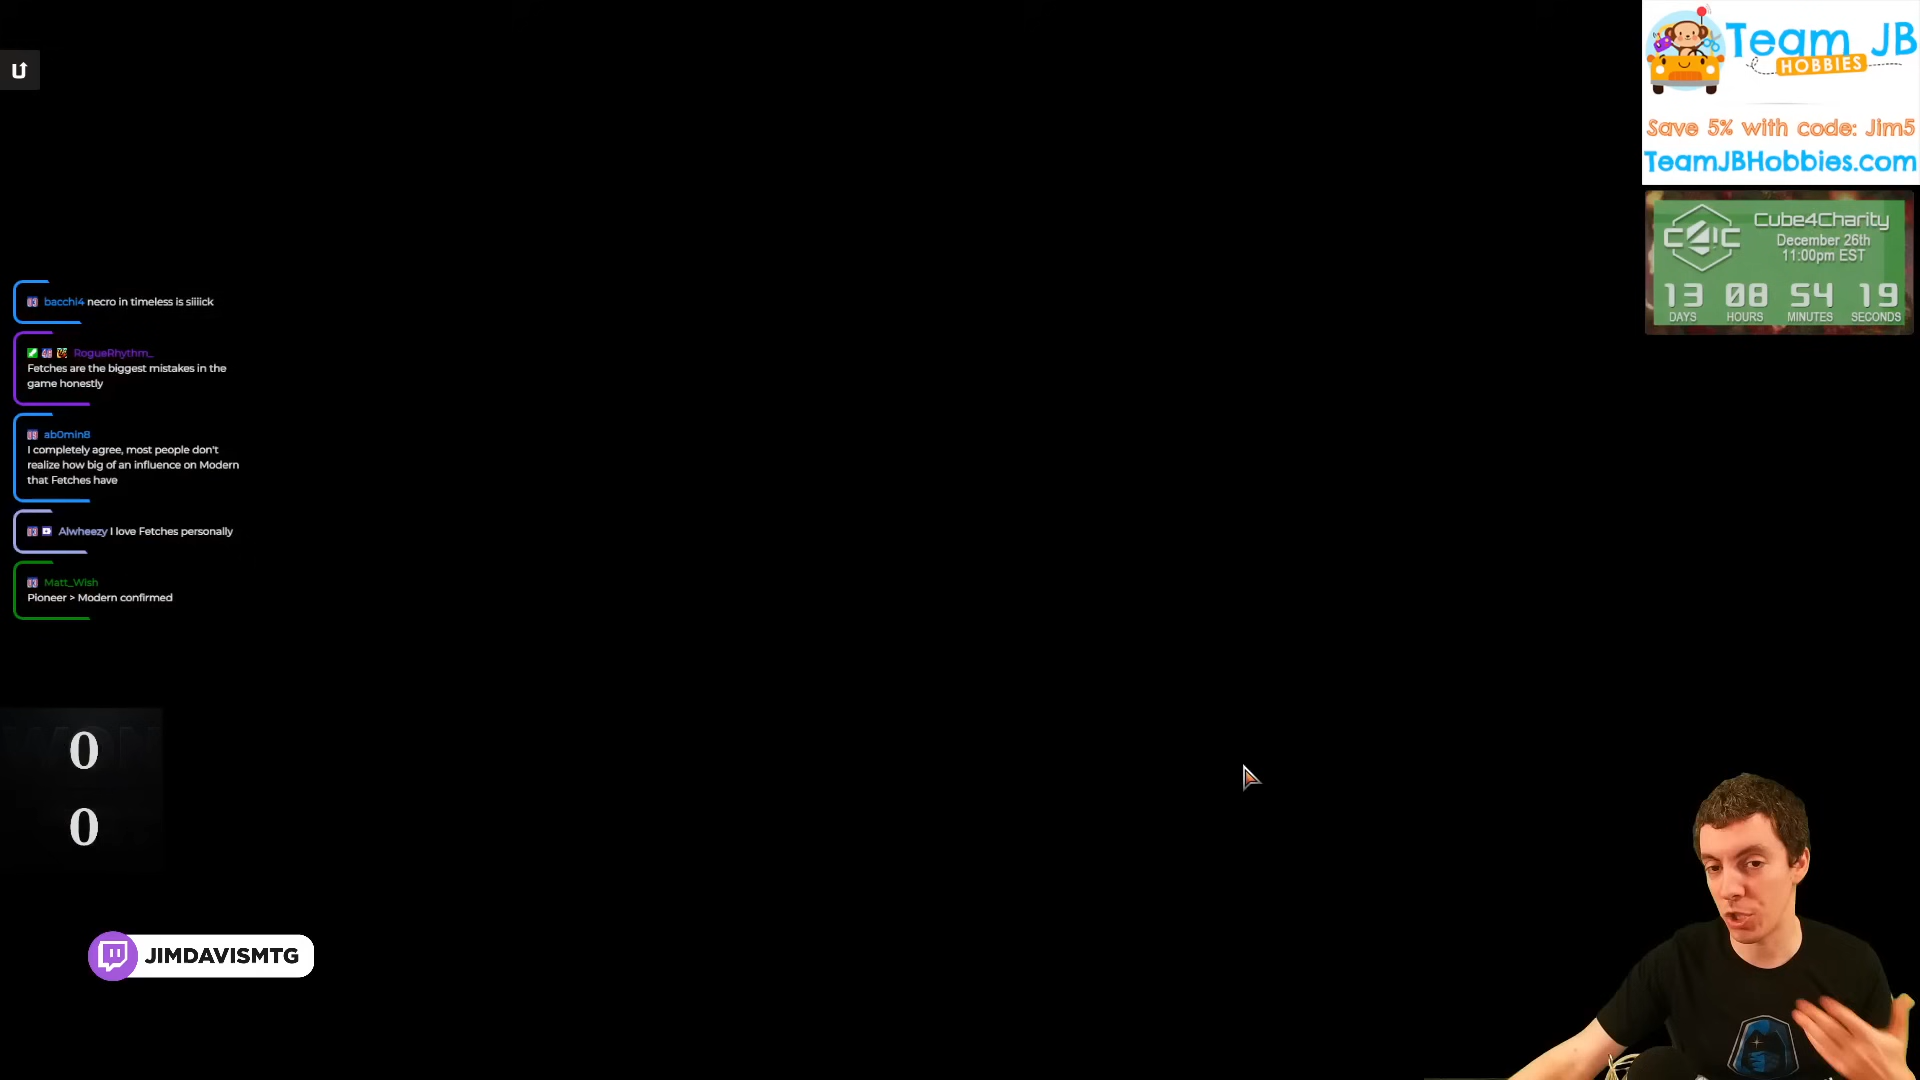 Team JB
HOBBIES
Save 5% with code: Jim5
TeamJBHobbies.com
C4C
Cube4Charity
December 26th
11:00pm EST
13 08 54 19
DAYS HOURS MINUTES SECONDS
bacchi4 necro in timeless is siiiick
RogueRhythm_
Fetches are the biggest mistakes in the
game honestly
ab0min8
I completely agree, most people don't
realize how big of an influence on Modern
that Fetches have
Alwheezy I love Fetches personally
Matt_Wish
Pioneer > Modern confirmed
0
0
JIMDAVISMTG